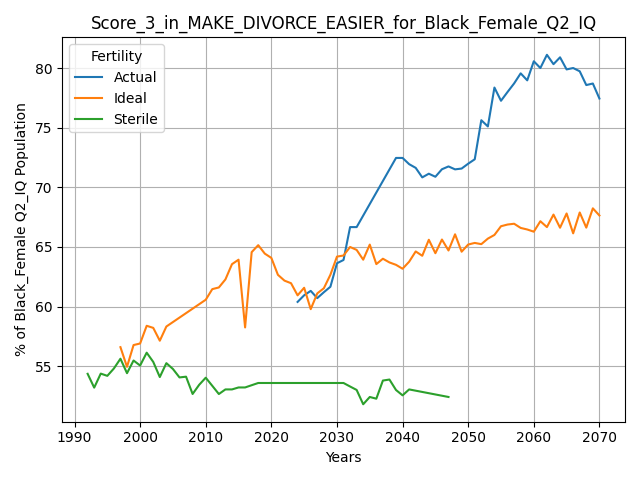 Score_3_in_MAKE_DIVORCE_EASIER_for_Black_Female_Q2_IQ
Fertility
Actual
Ideal
Sterile
% of Black_Female Q2_IQ Population
80
75
70
65
60
55
1990 2000 2010 2020 2030 2040 2050 2060 2070
Years